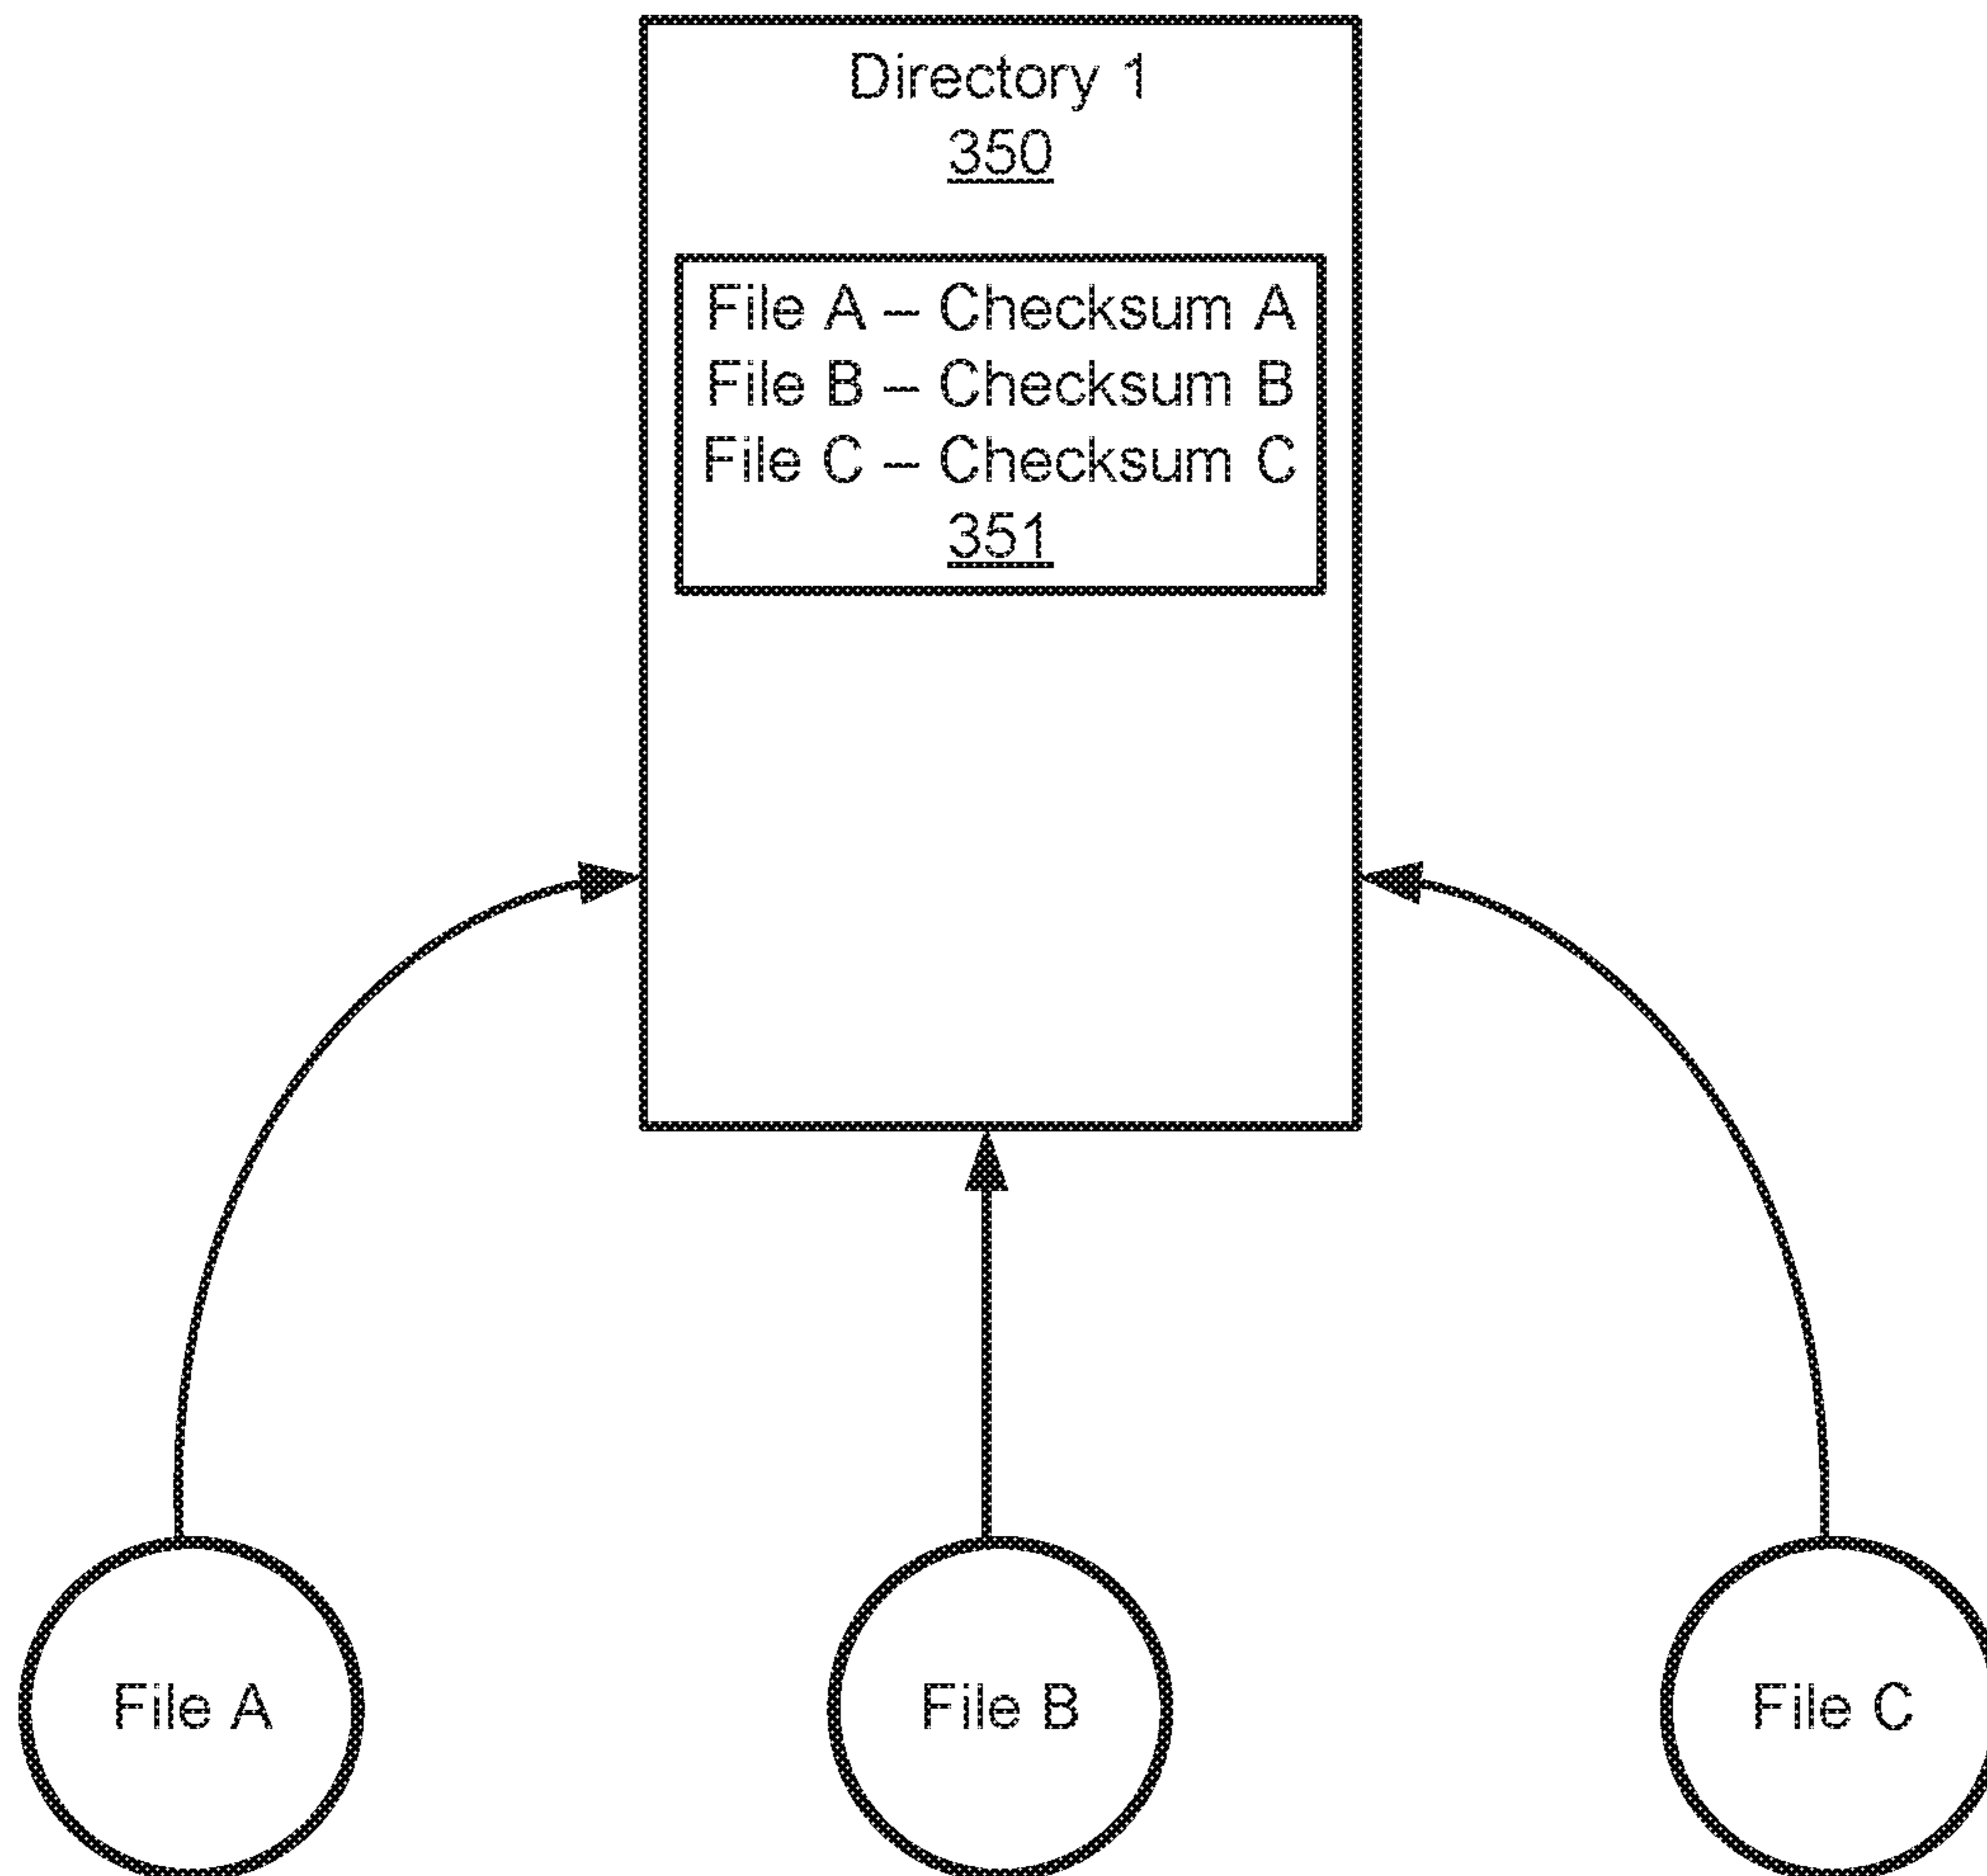 Directory 1
350
File A – Checksum A
File B – Checksum B
File C – Checksum C
351
File A
File B
File C